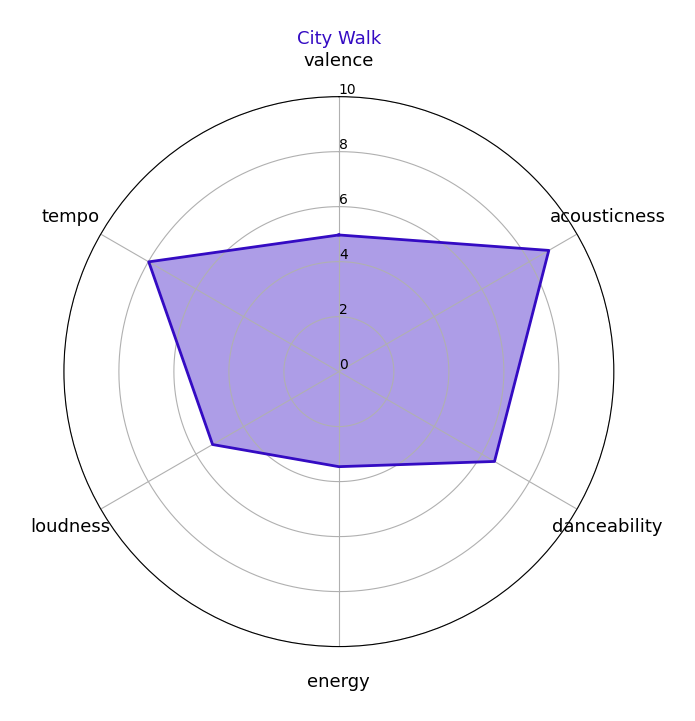 City Walk
valence
10
8
tempo
acousticness
6
4
2
0
loudness
danceability
energy